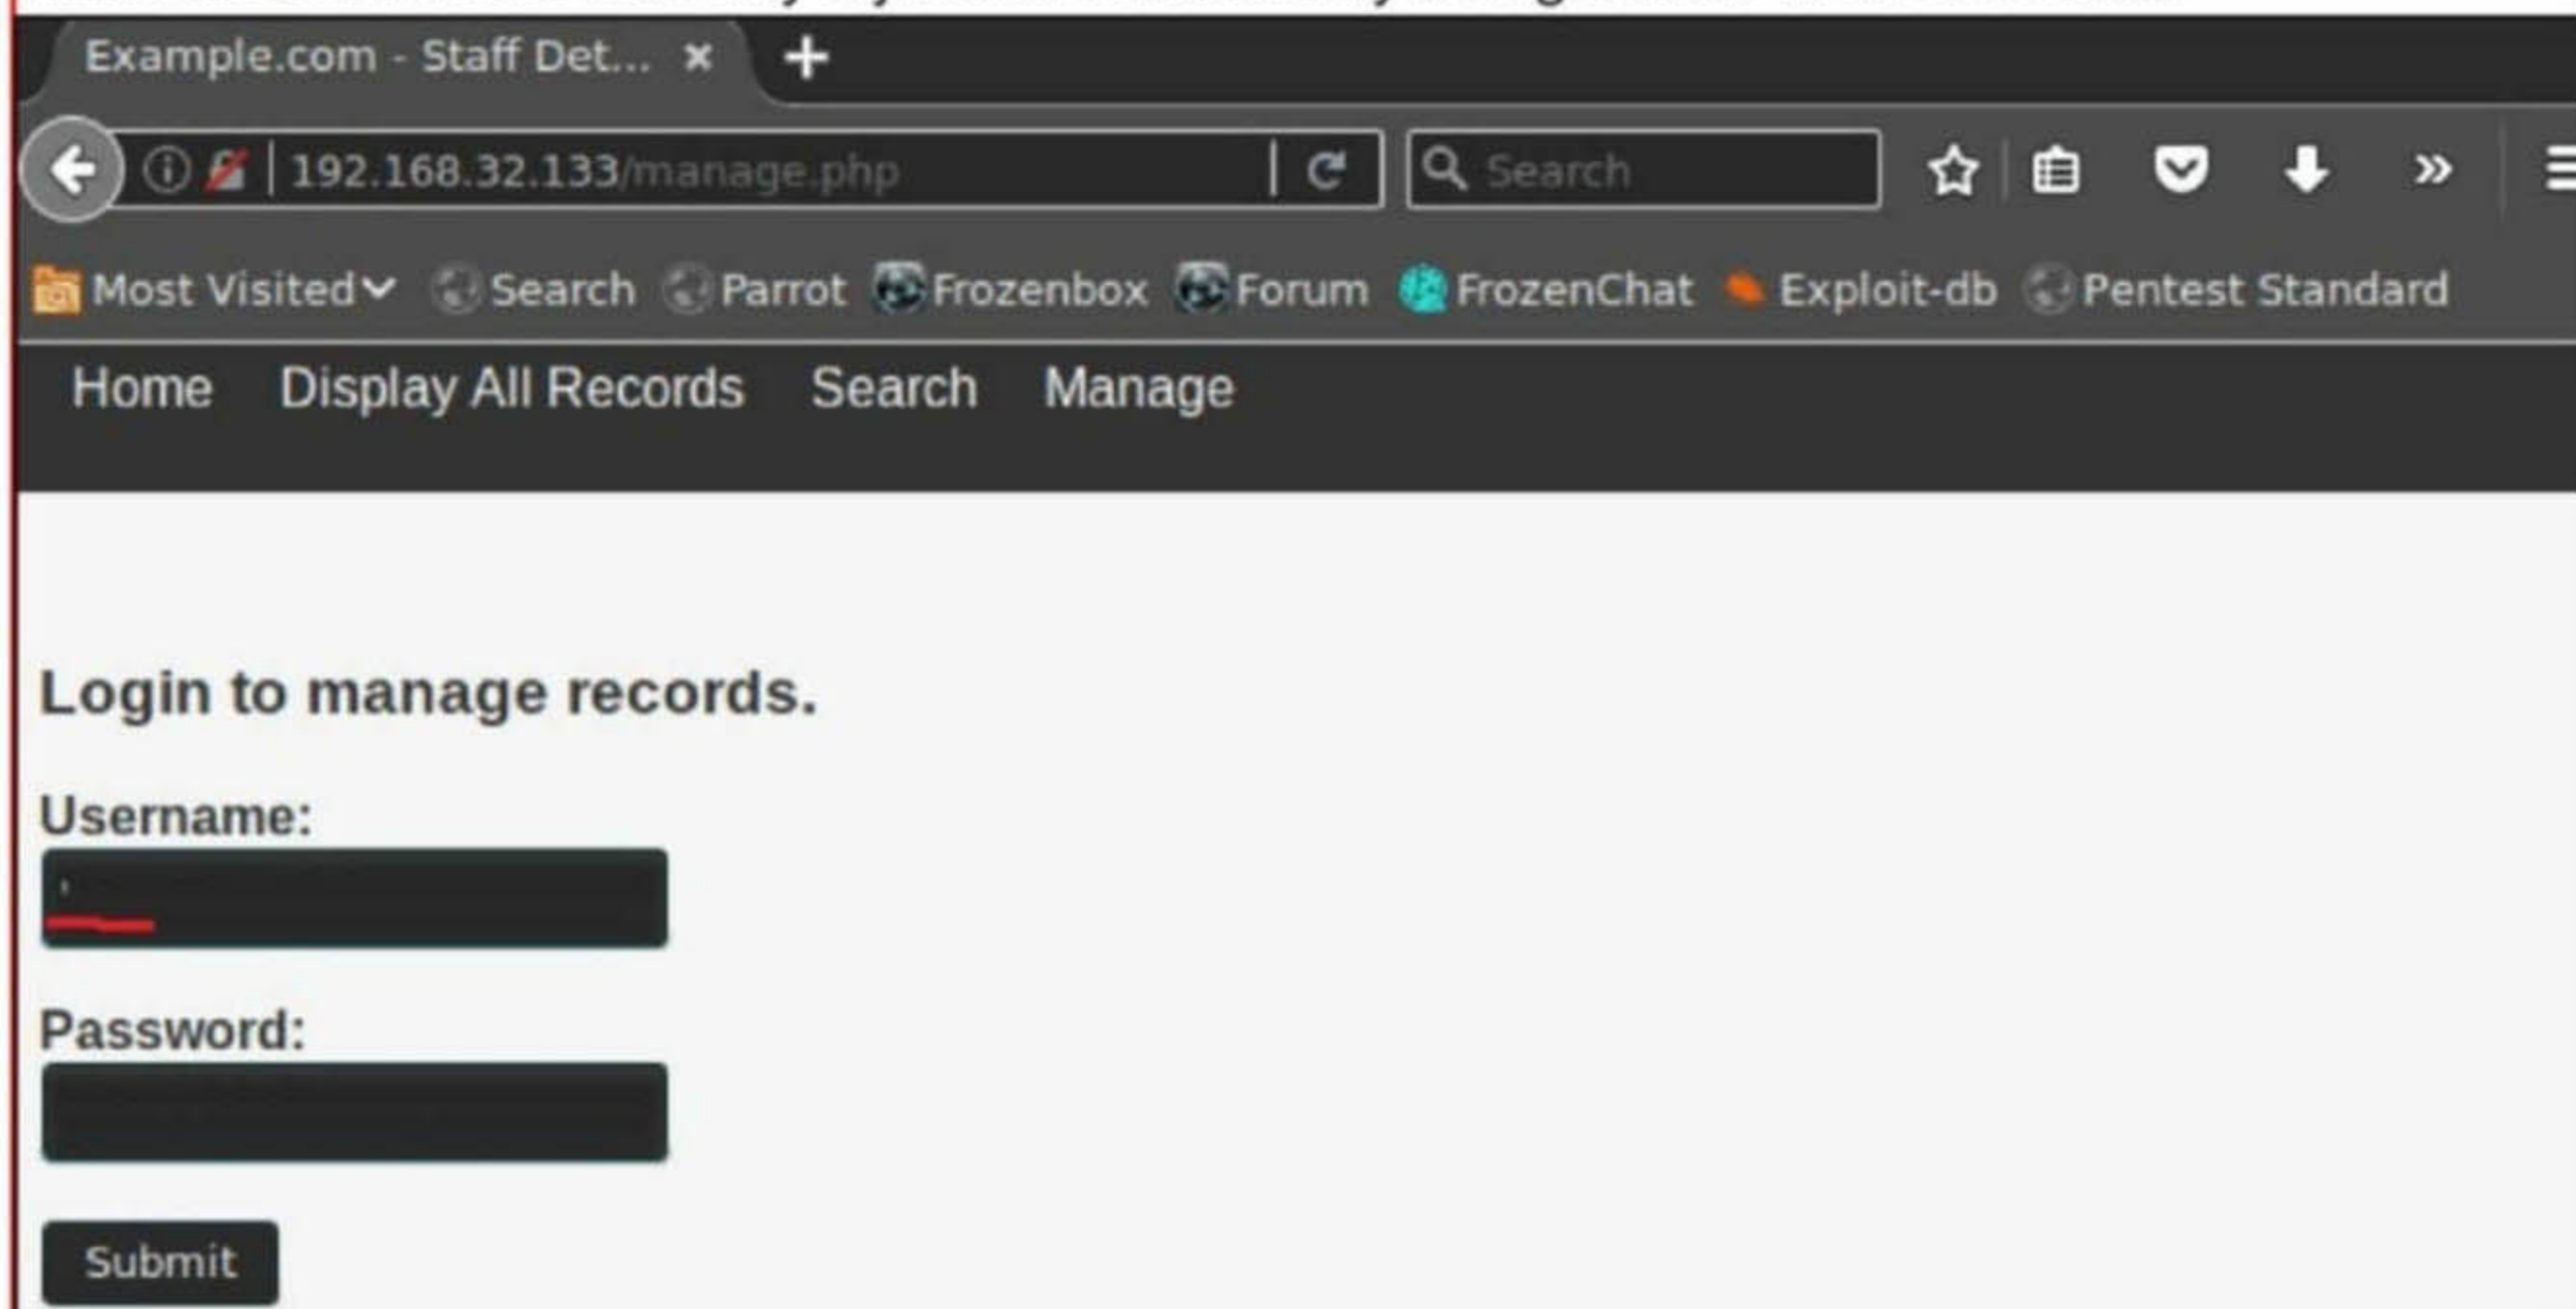 Example.com - Staff Det...
192.168.32.133/manage.php Search
Most Visited Search Parrot Frozenbox Forum FrozenChat Exploit-db Pentest Standard
Home Display All Records Search Manage
Login to manage records.
Username:
'
Password:
Submit